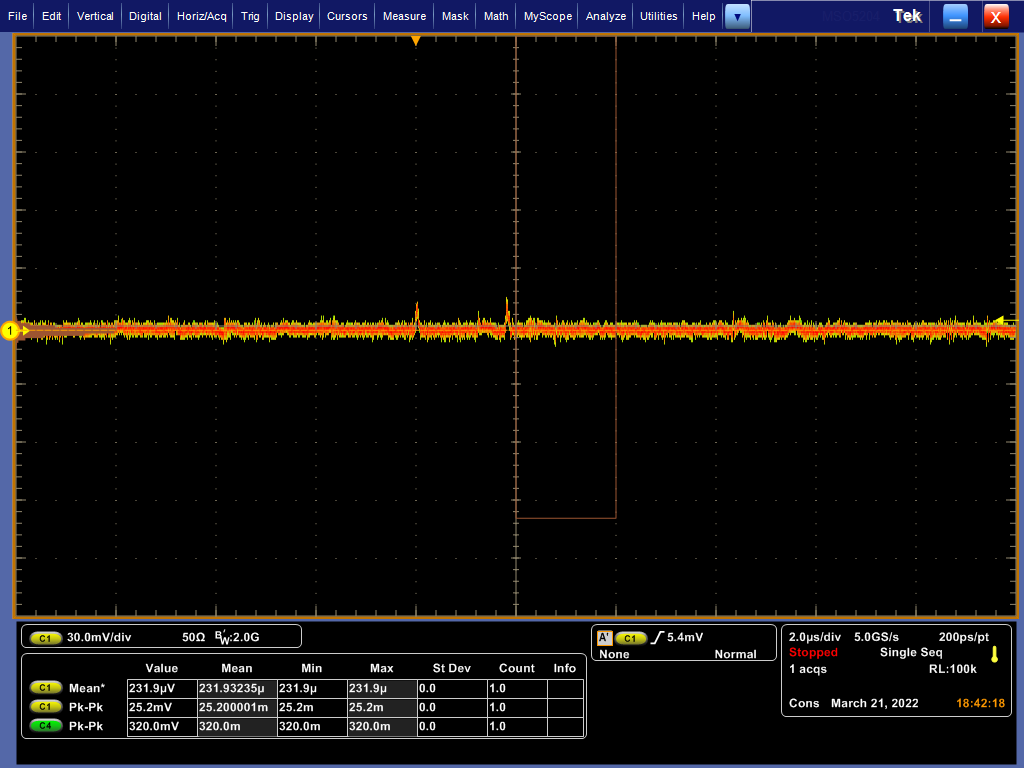 File Edit Vertical Digital Horiz/Acq Trig Display Cursors Measure Mask Math MyScope Analyze Utilities Help Tek X
1
C1 30.0mV/div 50Ω BW:2.0G
A' C1 5.4mV
None Normal
2.0µs/div 5.0GS/s 200ps/pt
Stopped Single Seq
1 acqs RL:100k
Cons March 21, 2022 18:42:18
Value Mean Min Max St Dev Count Info
C1 Mean* 231.9µV 231.93235µ 231.9µ 231.9µ 0.0 1.0
C1 Pk-Pk 25.2mV 25.200001m 25.2m 25.2m 0.0 1.0
C4 Pk-Pk 320.0mV 320.0m 320.0m 320.0m 0.0 1.0